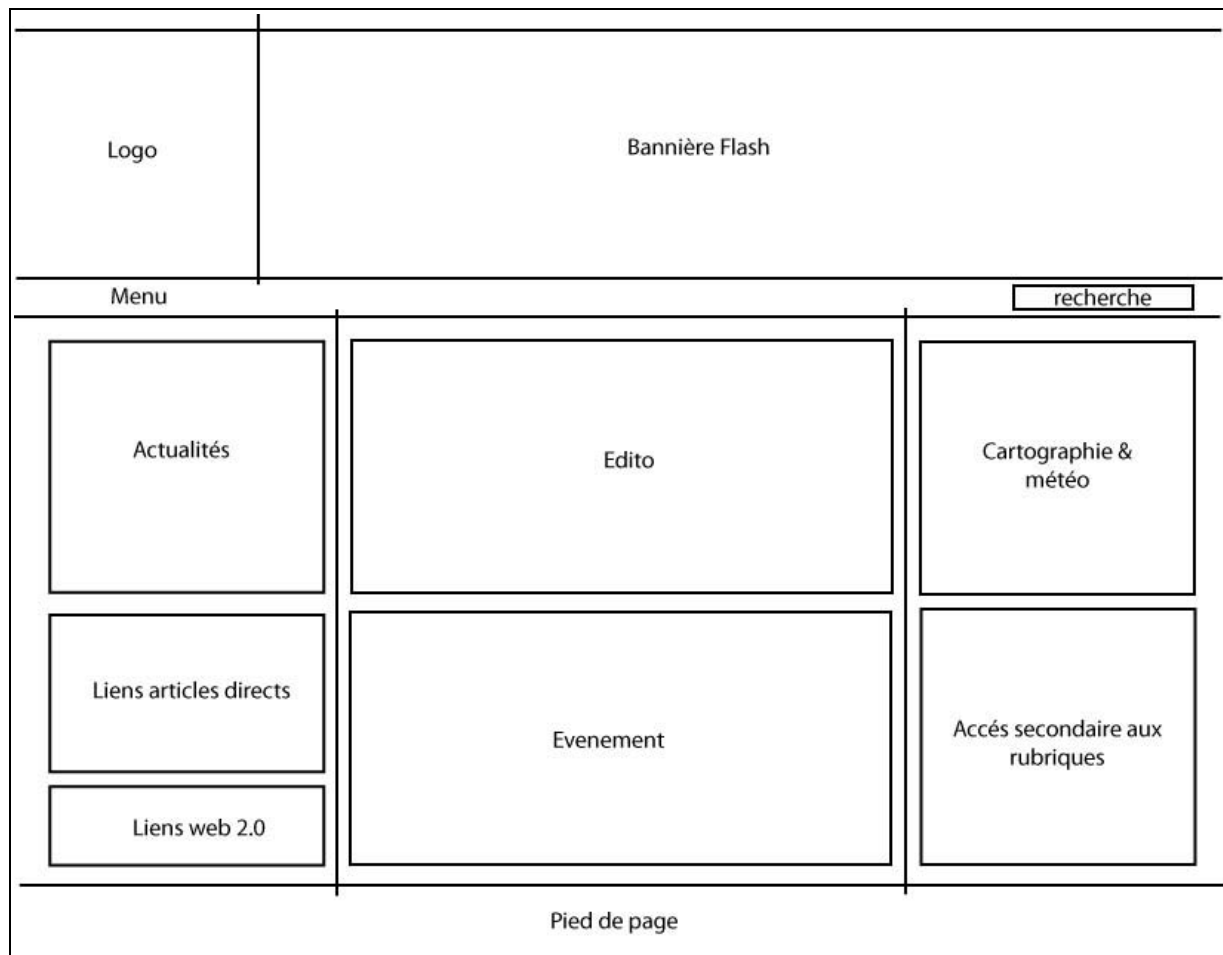 Logo
Bannière Flash
Menu
recherche
Actualités
Edito
Cartographie &
météo
Liens articles directs
Evenement
Accés secondaire aux
rubriques
Liens web 2.0
Pied de page